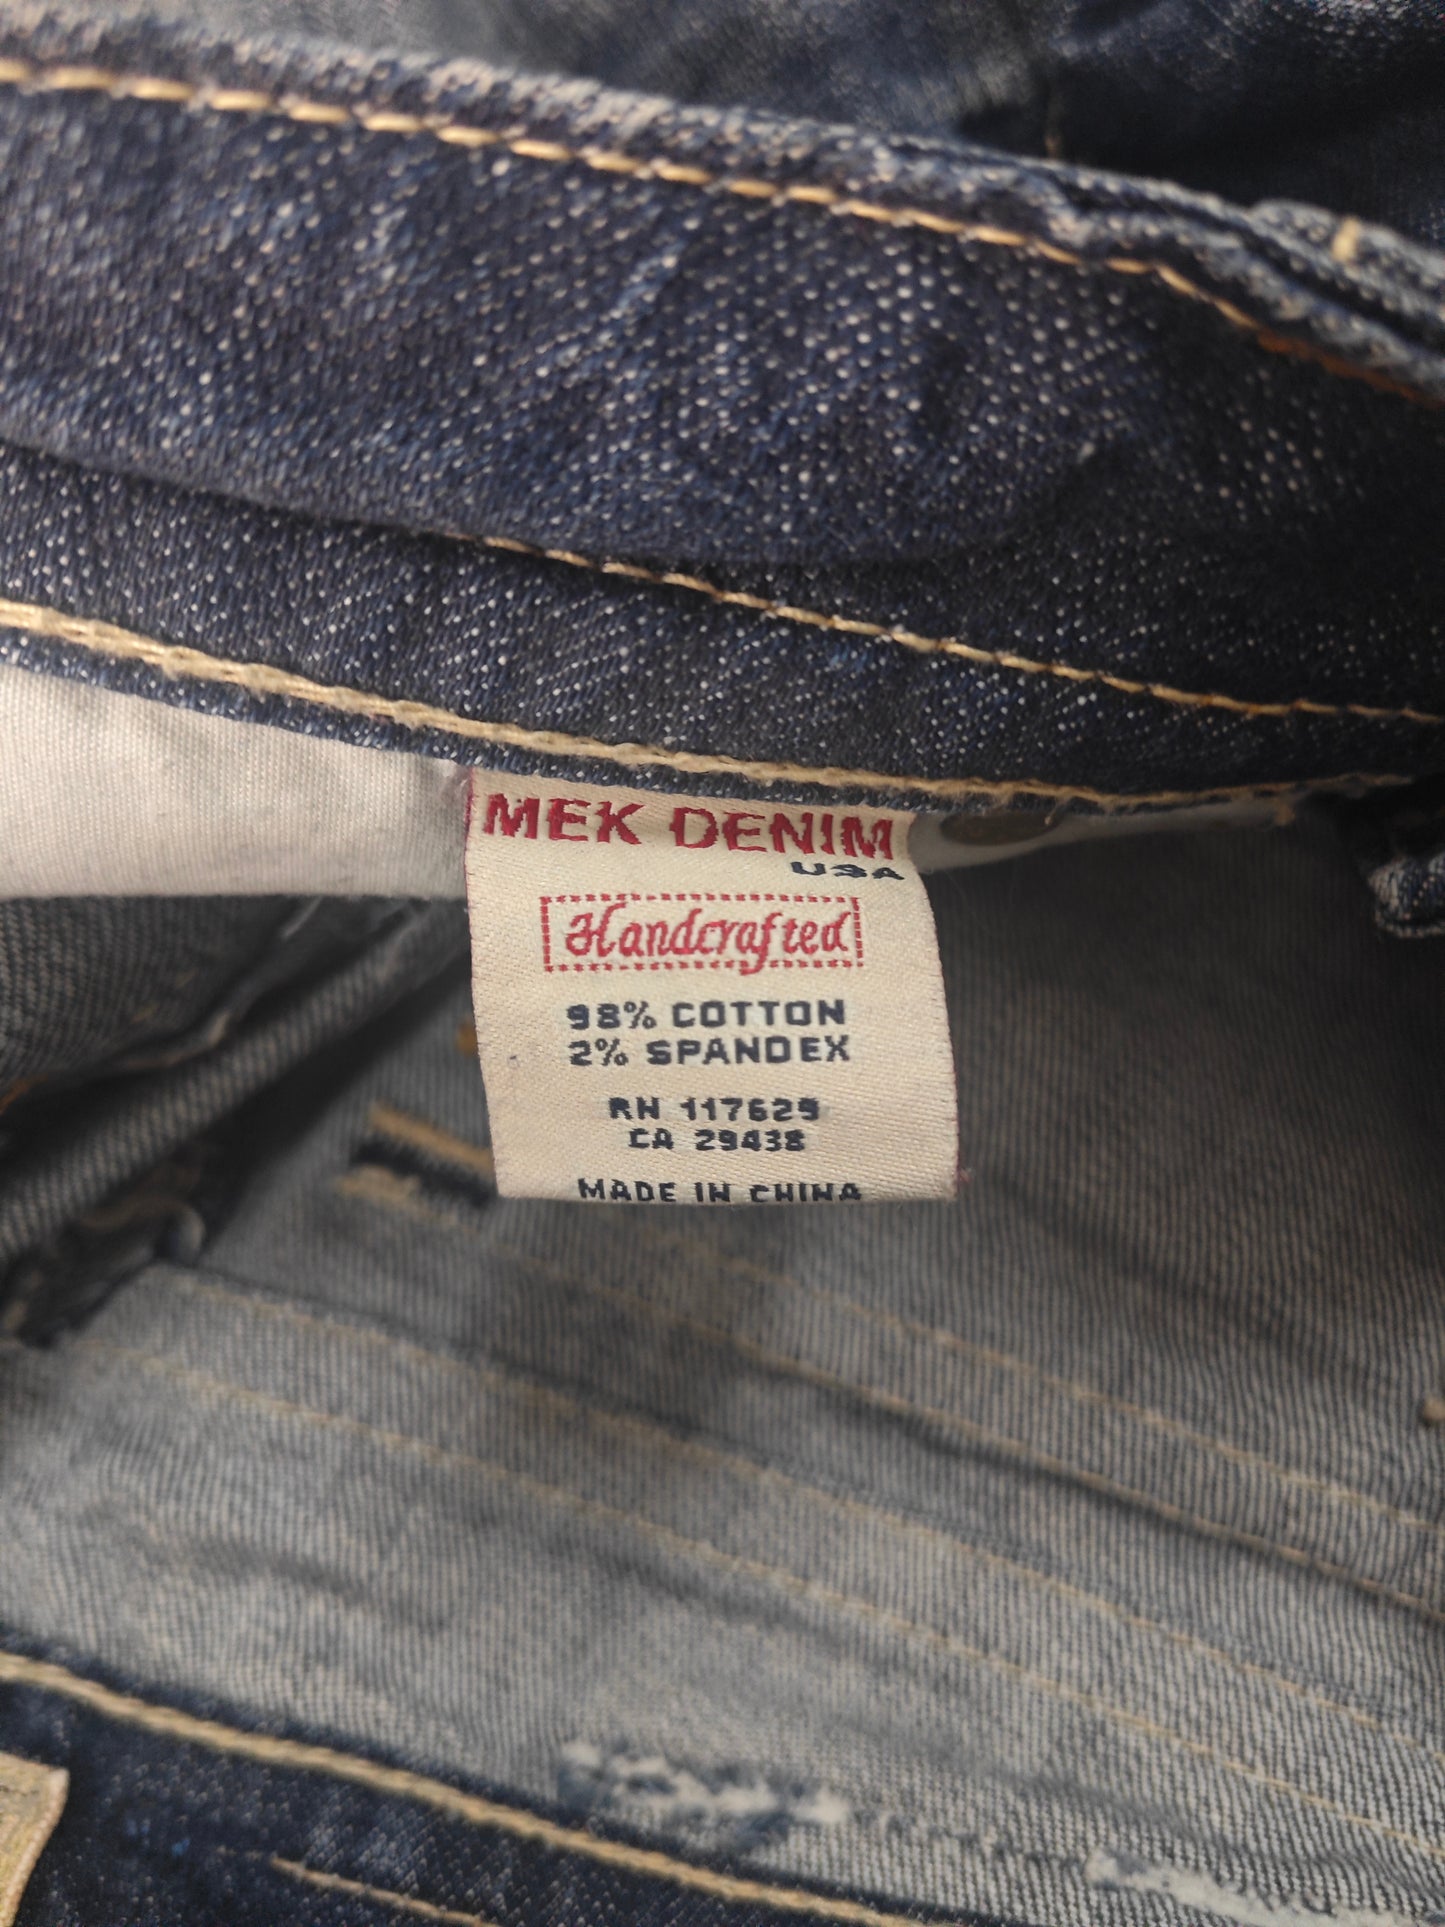 MEK DENIM
USA
Handcrafted
98% COTTON
2% SPANDEX
RN 117629
CA 29438
MADE IN CHINA